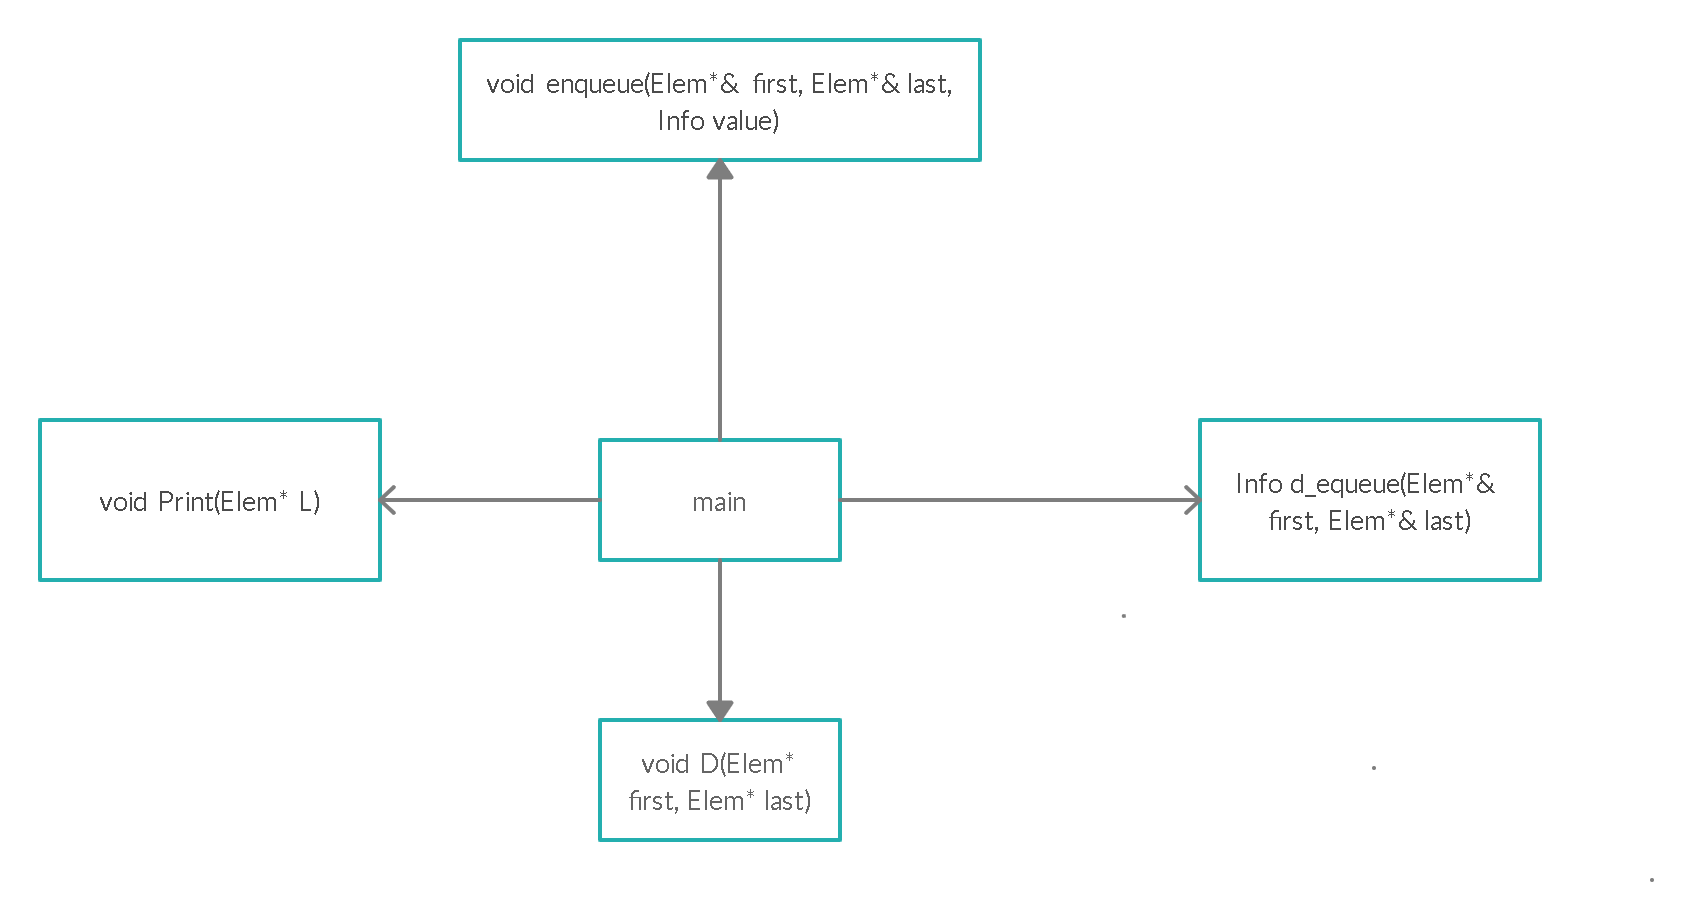 void enqueue(Elem*& first, Elem*& last,
Info value)
void Print(Elem* L)
main
Info d_equeue(Elem*&
first, Elem*& last)
void D(Elem*
first, Elem* last)